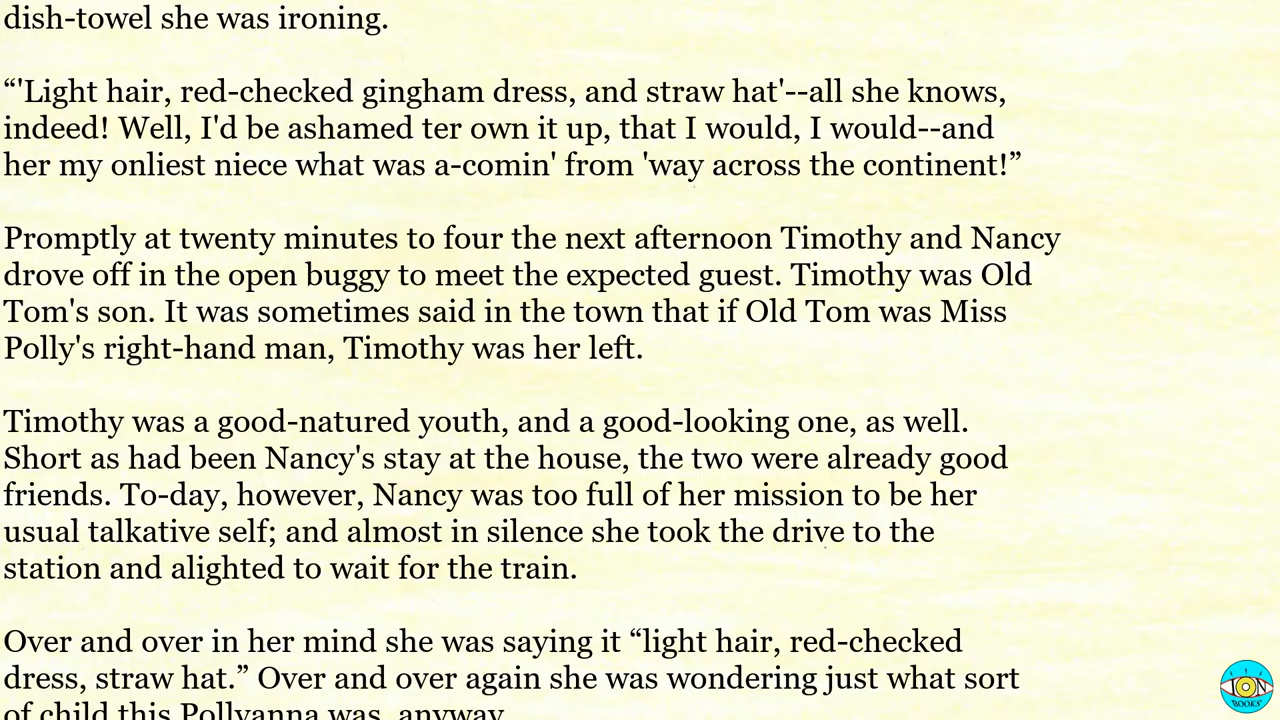 dish-towel she was ironing.
“'Light hair, red-checked gingham dress, and straw hat'--all she knows,
indeed! Well, I'd be ashamed ter own it up, that I would, I would--and
her my onliest niece what was a-comin' from 'way across the continent!”
Promptly at twenty minutes to four the next afternoon Timothy and Nancy
drove off in the open buggy to meet the expected guest. Timothy was Old
Tom's son. It was sometimes said in the town that if Old Tom was Miss
Polly's right-hand man, Timothy was her left.
Timothy was a good-natured youth, and a good-looking one, as well.
Short as had been Nancy's stay at the house, the two were already good
friends. To-day, however, Nancy was too full of her mission to be her
usual talkative self; and almost in silence she took the drive to the
station and alighted to wait for the train.
Over and over in her mind she was saying it “light hair, red-checked
dress, straw hat.” Over and over again she was wondering just what sort
of child this Pollyanna was, anyway.
ION
BOOKS